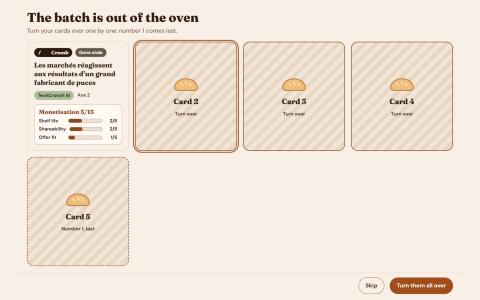 The batch is out of the oven
Turn your cards over one by one: number 1 comes last.
Crumb
Gone stale
Les marchés réagissent
aux résultats d'un grand
fabricant de puces
TechCrunch AI
Axe 2
Monetisation 5/15
Shelf life 2/5
Shareability 2/5
Offer fit 1/5
Card 2
Turn over
Card 3
Turn over
Card 4
Turn over
Card 5
Number 1, last
Skip
Turn them all over